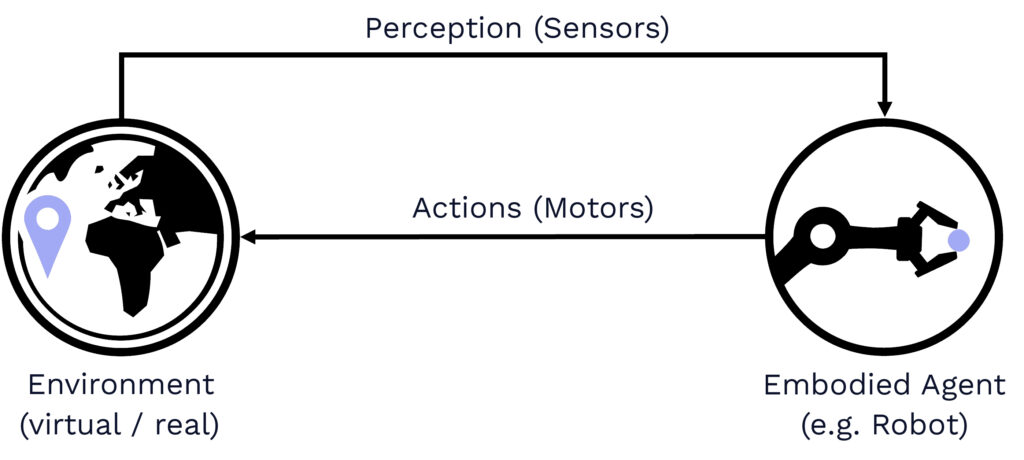 Perception (Sensors)
Actions (Motors)
Environment
(virtual / real)
Embodied Agent
(e.g. Robot)